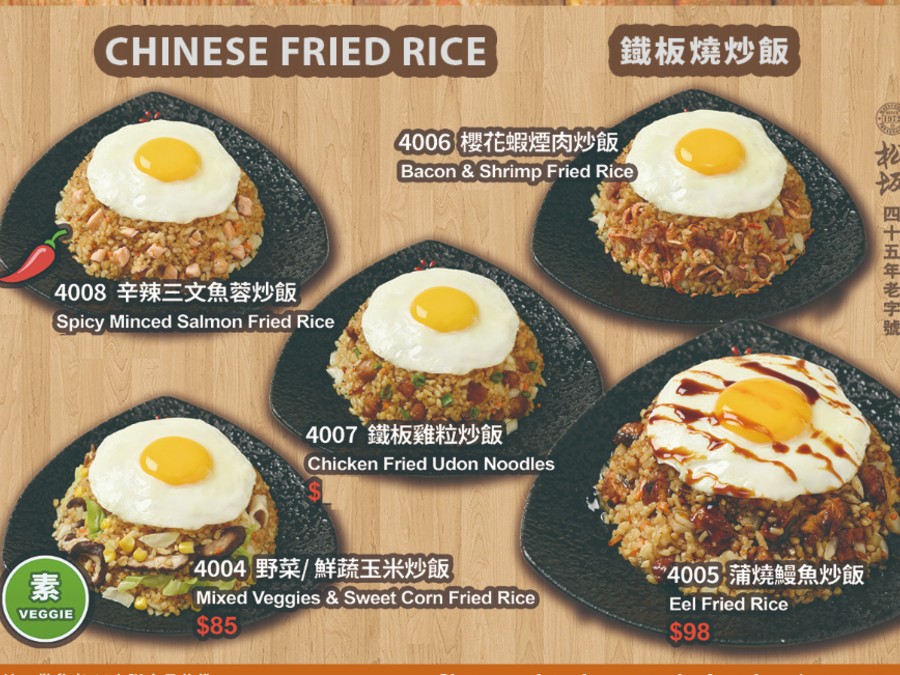 CHINESE FRIED RICE
鐵板燒炒飯
4006 櫻花蝦煙肉炒飯
Bacon & Shrimp Fried Rice
1972
松坂
四十五年老字號
4008 辛辣三文魚蓉炒飯
Spicy Minced Salmon Fried Rice
4007 鐵板雞粒炒飯
Chicken Fried Udon Noodles
$
4004 野菜/ 鮮蔬玉米炒飯
Mixed Veggies & Sweet Corn Fried Rice
$85
素
VEGGIE
4005 蒲燒鰻魚炒飯
Eel Fried Rice
$98